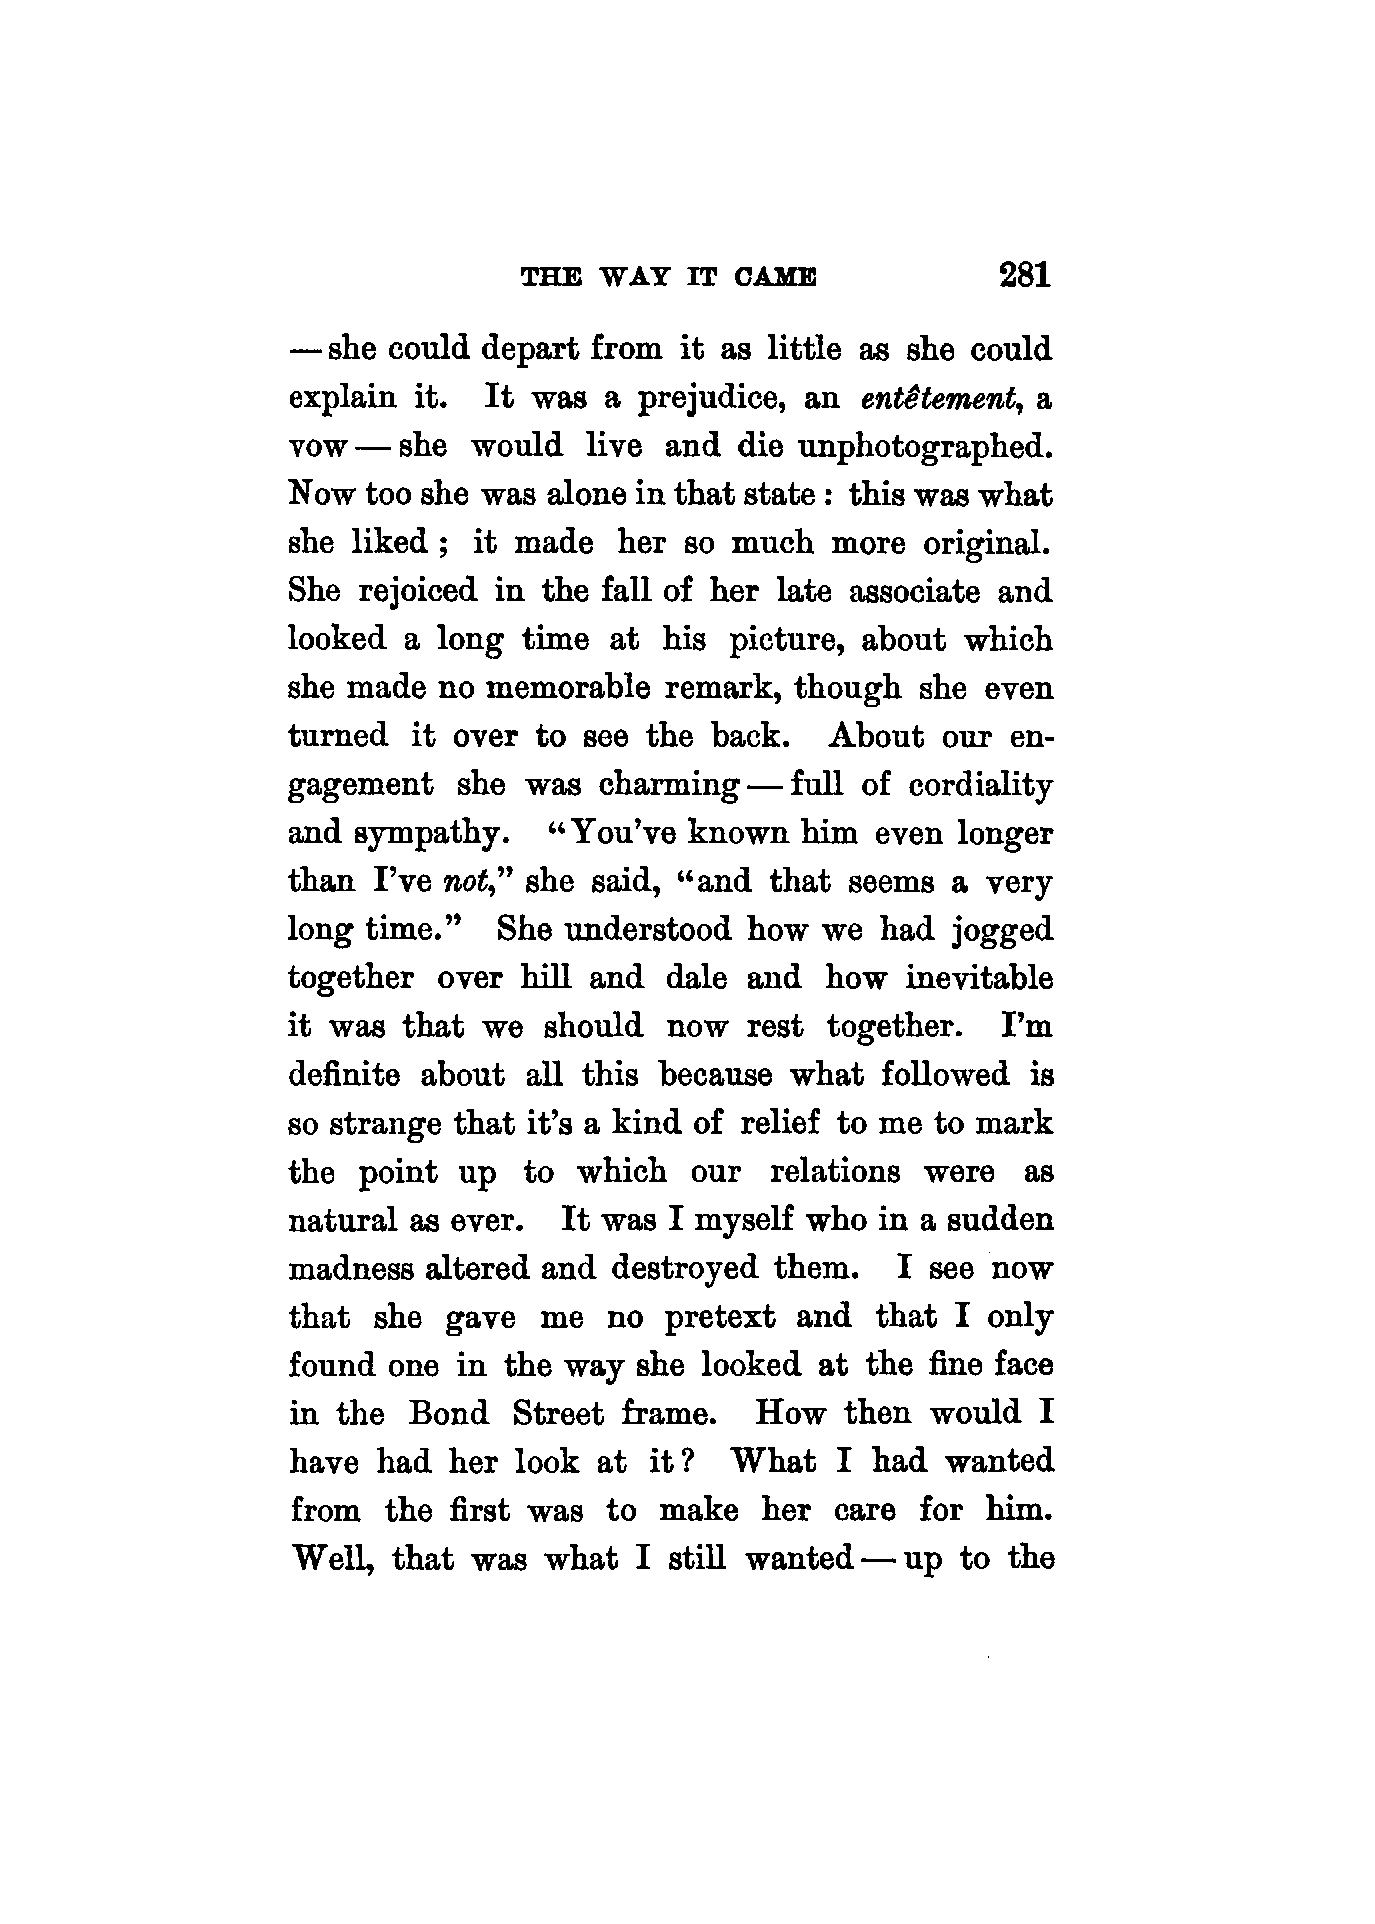 THE WAY IT CAME 281
— she could depart from it as little as she could
explain it. It was a prejudice, an entêtement, a
vow — she would live and die unphotographed.
Now too she was alone in that state : this was what
she liked ; it made her so much more original.
She rejoiced in the fall of her late associate and
looked a long time at his picture, about which
she made no memorable remark, though she even
turned it over to see the back. About our en-
gagement she was charming — full of cordiality
and sympathy. “You’ve known him even longer
than I’ve not,” she said, “and that seems a very
long time.” She understood how we had jogged
together over hill and dale and how inevitable
it was that we should now rest together. I’m
definite about all this because what followed is
so strange that it’s a kind of relief to me to mark
the point up to which our relations were as
natural as ever. It was I myself who in a sudden
madness altered and destroyed them. I see now
that she gave me no pretext and that I only
found one in the way she looked at the fine face
in the Bond Street frame. How then would I
have had her look at it? What I had wanted
from the first was to make her care for him.
Well, that was what I still wanted — up to the